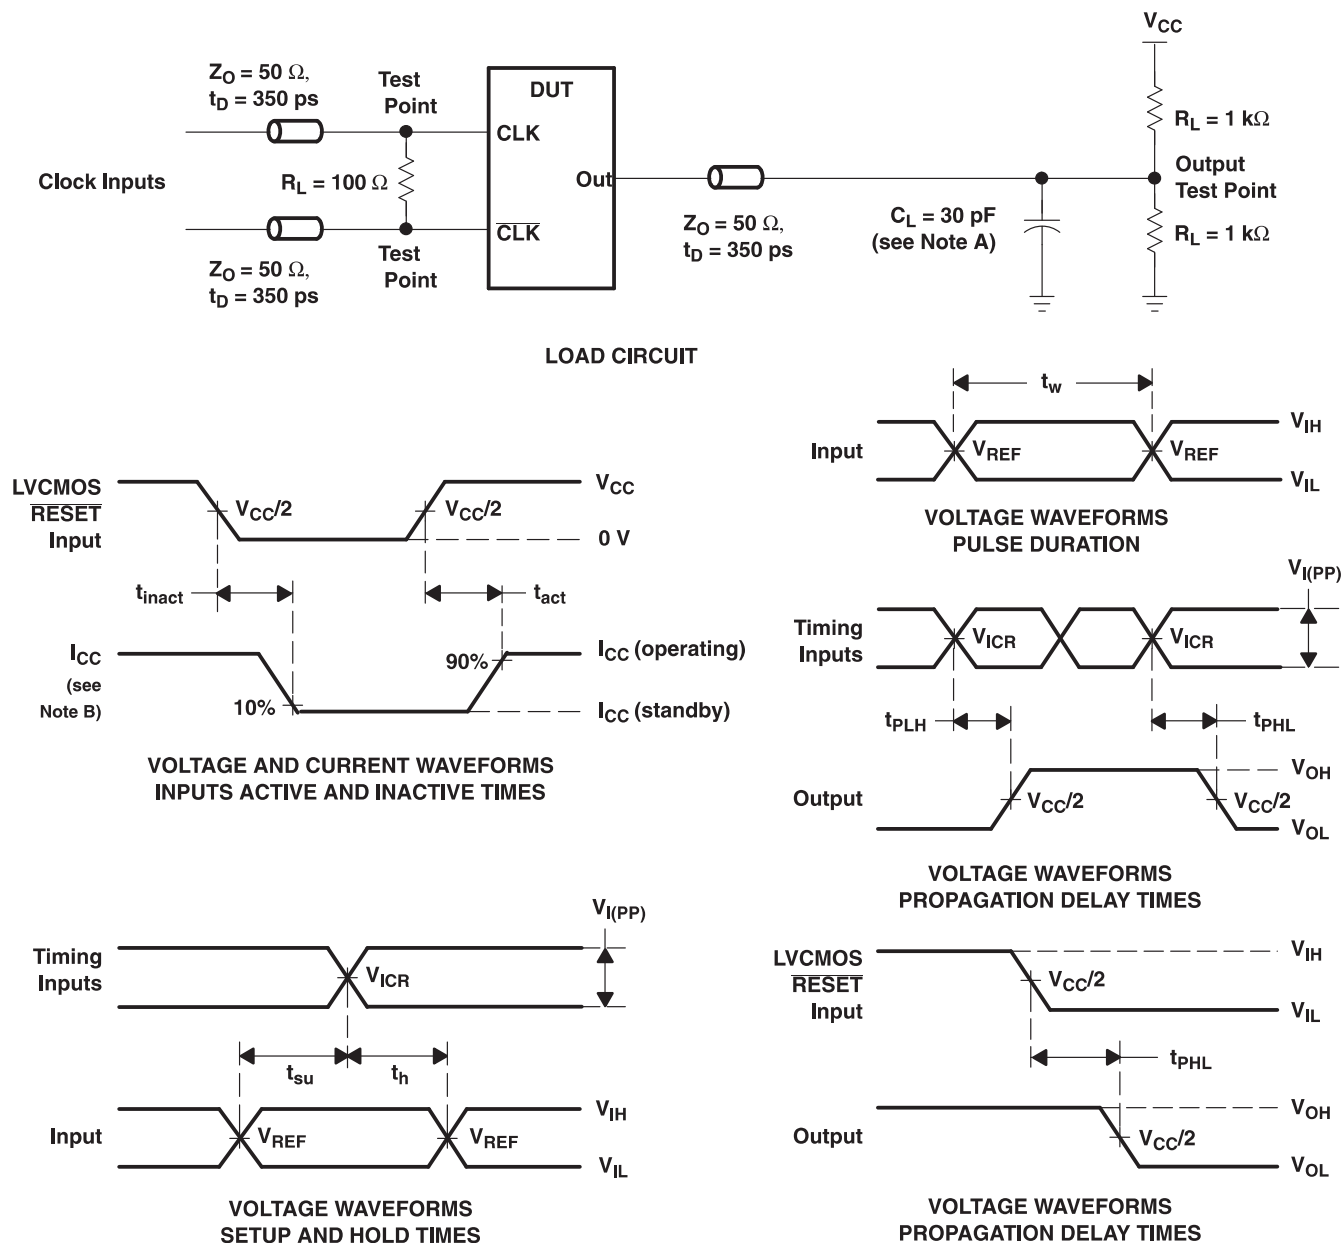 V_CC
Z_O = 50 Ω,
t_D = 350 ps
Test
Point
DUT
CLK
R_L = 1 kΩ
Clock Inputs
R_L = 100 Ω
Out
Output
Test Point
Z_O = 50 Ω,
t_D = 350 ps
C_L = 30 pF
(see Note A)
R_L = 1 kΩ
C̅L̅K̅
Test
Point
Z_O = 50 Ω,
t_D = 350 ps
LOAD CIRCUIT
LVCMOS
R̅E̅S̅E̅T̅
Input
V_CC/2
V_CC/2
V_CC
0 V
t_inact
t_act
I_CC
(see
Note B)
10%
90%
I_CC (operating)
I_CC (standby)
VOLTAGE AND CURRENT WAVEFORMS
INPUTS ACTIVE AND INACTIVE TIMES
t_w
Input
V_REF
V_REF
V_IH
V_IL
VOLTAGE WAVEFORMS
PULSE DURATION
V_I(PP)
Timing
Inputs
V_ICR
V_ICR
t_PLH
t_PHL
Output
V_CC/2
V_CC/2
V_OH
V_OL
VOLTAGE WAVEFORMS
PROPAGATION DELAY TIMES
V_I(PP)
Timing
Inputs
V_ICR
t_su
t_h
Input
V_REF
V_REF
V_IH
V_IL
VOLTAGE WAVEFORMS
SETUP AND HOLD TIMES
LVCMOS
R̅E̅S̅E̅T̅
Input
V_CC/2
V_IH
V_IL
t_PHL
Output
V_CC/2
V_OH
V_OL
VOLTAGE WAVEFORMS
PROPAGATION DELAY TIMES